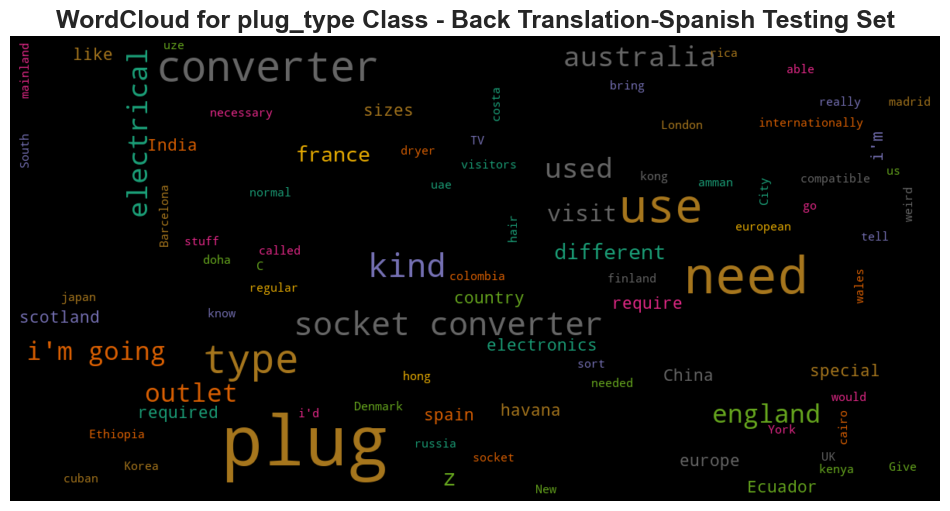 WordCloud for plug_type Class - Back Translation-Spanish Testing Set
mainland
like
uze
converter
australia
rica
able
electrical
bring
really
madrid
necessary
sizes
costa
London
internationally
South
India
france
dryer
TV
i'm
visitors
used
kong
amman
City
compatible
us
Barcelona
normal
uae
visit
use
go
weird
hair
european
stuff
called
different
tell
doha
C
kind
colombia
finland
need
wales
japan
regular
country
require
scotland
know
socket converter
electronics
i'm going
type
sort
hong
needed
China
special
outlet
would
required
i'd
Denmark
spain
havana
england
York
cairo
Ethiopia
plug
russia
socket
europe
UK
kenya
Give
cuban
Korea
z
New
Ecuador